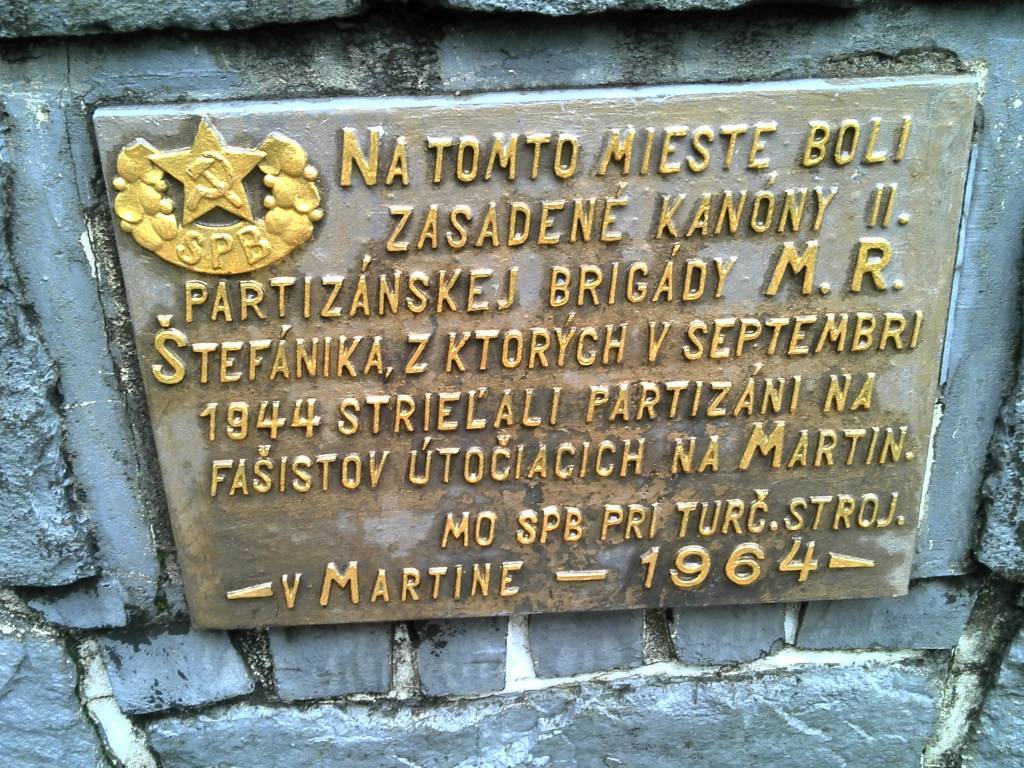 SPB
NA TOMTO MIESTE BOLI
ZASADENÉ KANÓNY II.
PARTIZÁNSKEJ BRIGÁDY M. R.
ŠTEFÁNIKA, Z KTORÝCH V SEPTEMBRI
1944 STRIEĽALI PARTIZÁNI NA
FAŠISTOV ÚTOČIACICH NA MARTIN.
MO SPB PRI TURČ. STROJ.
V MARTINE — 1964